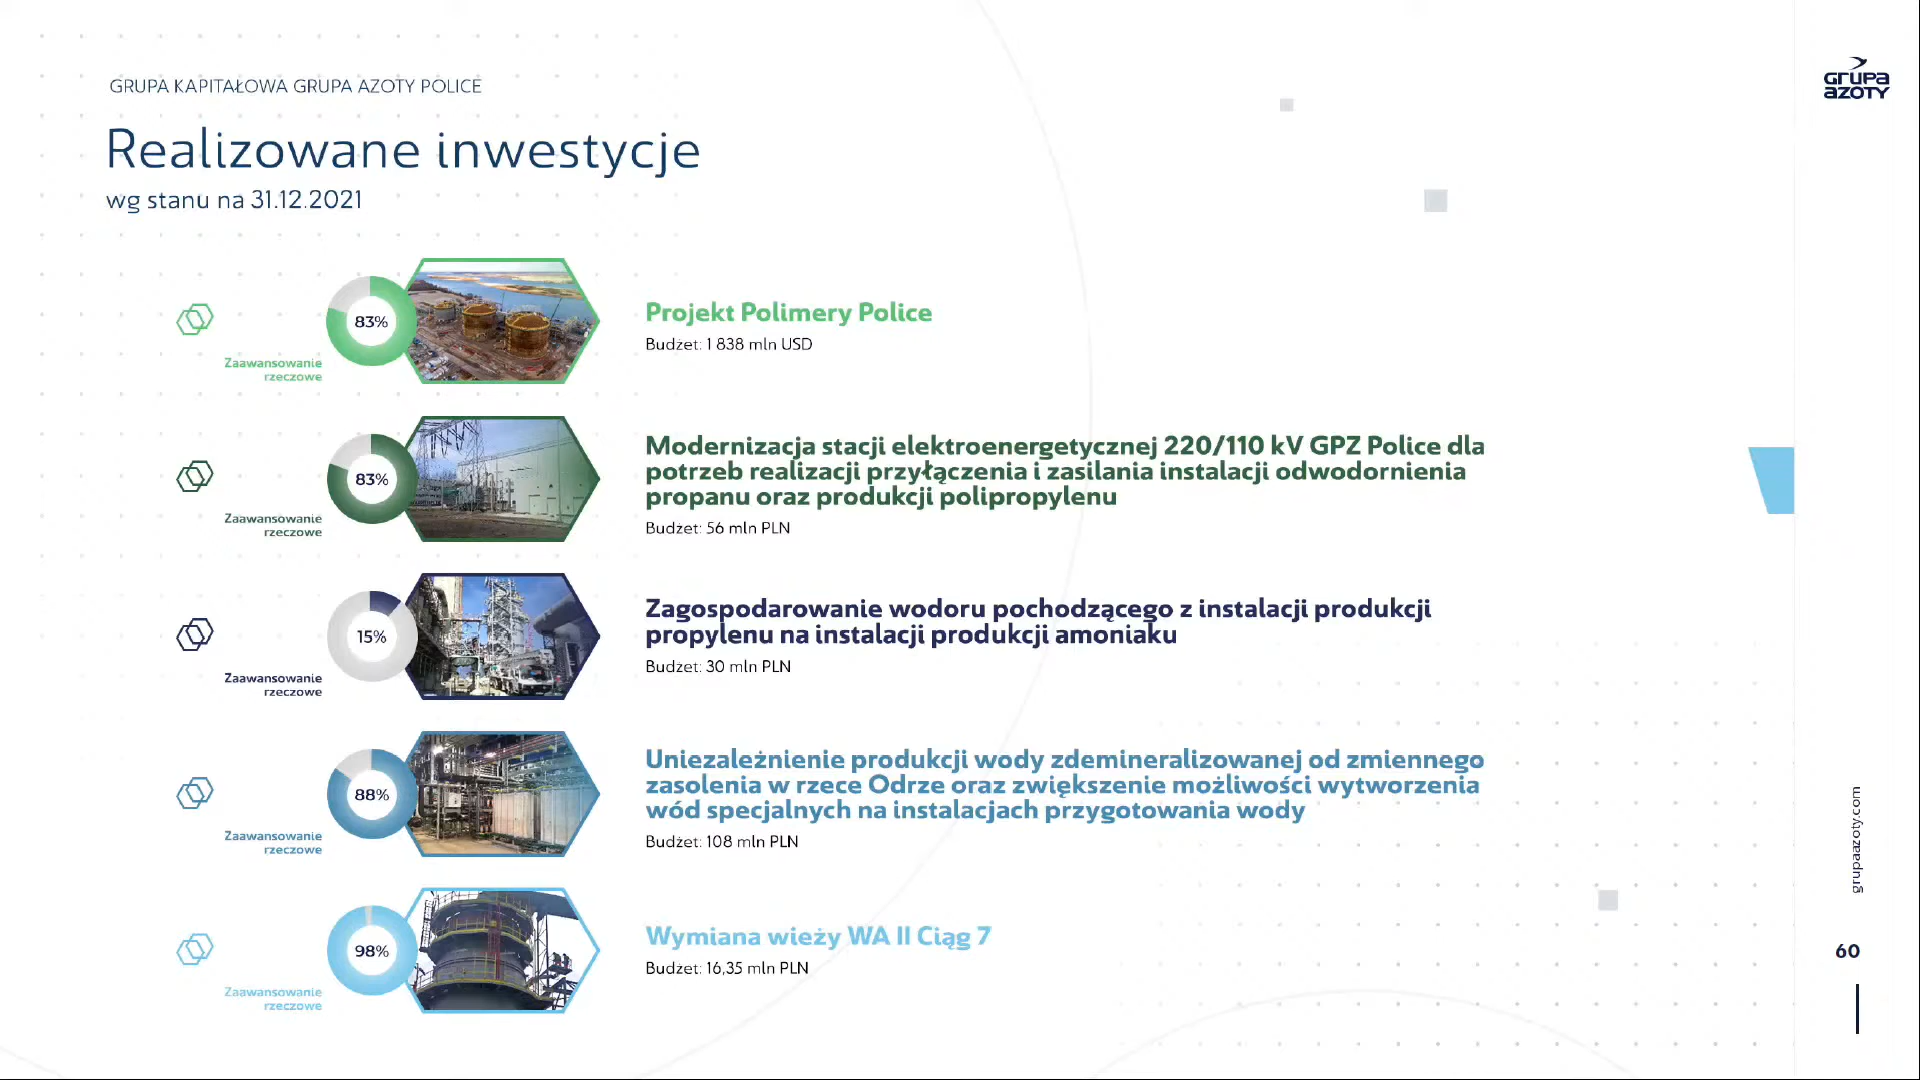 GRUPA KAPITAŁOWA GRUPA AZOTY POLICE
Realizowane inwestycje
wg stanu na 31.12.2021
grupa
azoty
83%
Zaawansowanie
rzeczowe
Projekt Polimery Police
Budżet: 1 838 mln USD
83%
Zaawansowanie
rzeczowe
Modernizacja stacji elektroenergetycznej 220/110 kV GPZ Police dla
potrzeb realizacji przyłączenia i zasilania instalacji odwodornienia
propanu oraz produkcji polipropylenu
Budżet: 56 mln PLN
15%
Zaawansowanie
rzeczowe
Zagospodarowanie wodoru pochodzącego z instalacji produkcji
propylenu na instalacji produkcji amoniaku
Budżet: 30 mln PLN
88%
Zaawansowanie
rzeczowe
Uniezależnienie produkcji wody zdemineralizowanej od zmiennego
zasolenia w rzece Odrze oraz zwiększenie możliwości wytworzenia
wód specjalnych na instalacjach przygotowania wody
Budżet: 108 mln PLN
98%
Zaawansowanie
rzeczowe
Wymiana wieży WA II Ciąg 7
Budżet: 16,35 mln PLN
grupaazoty.com
60